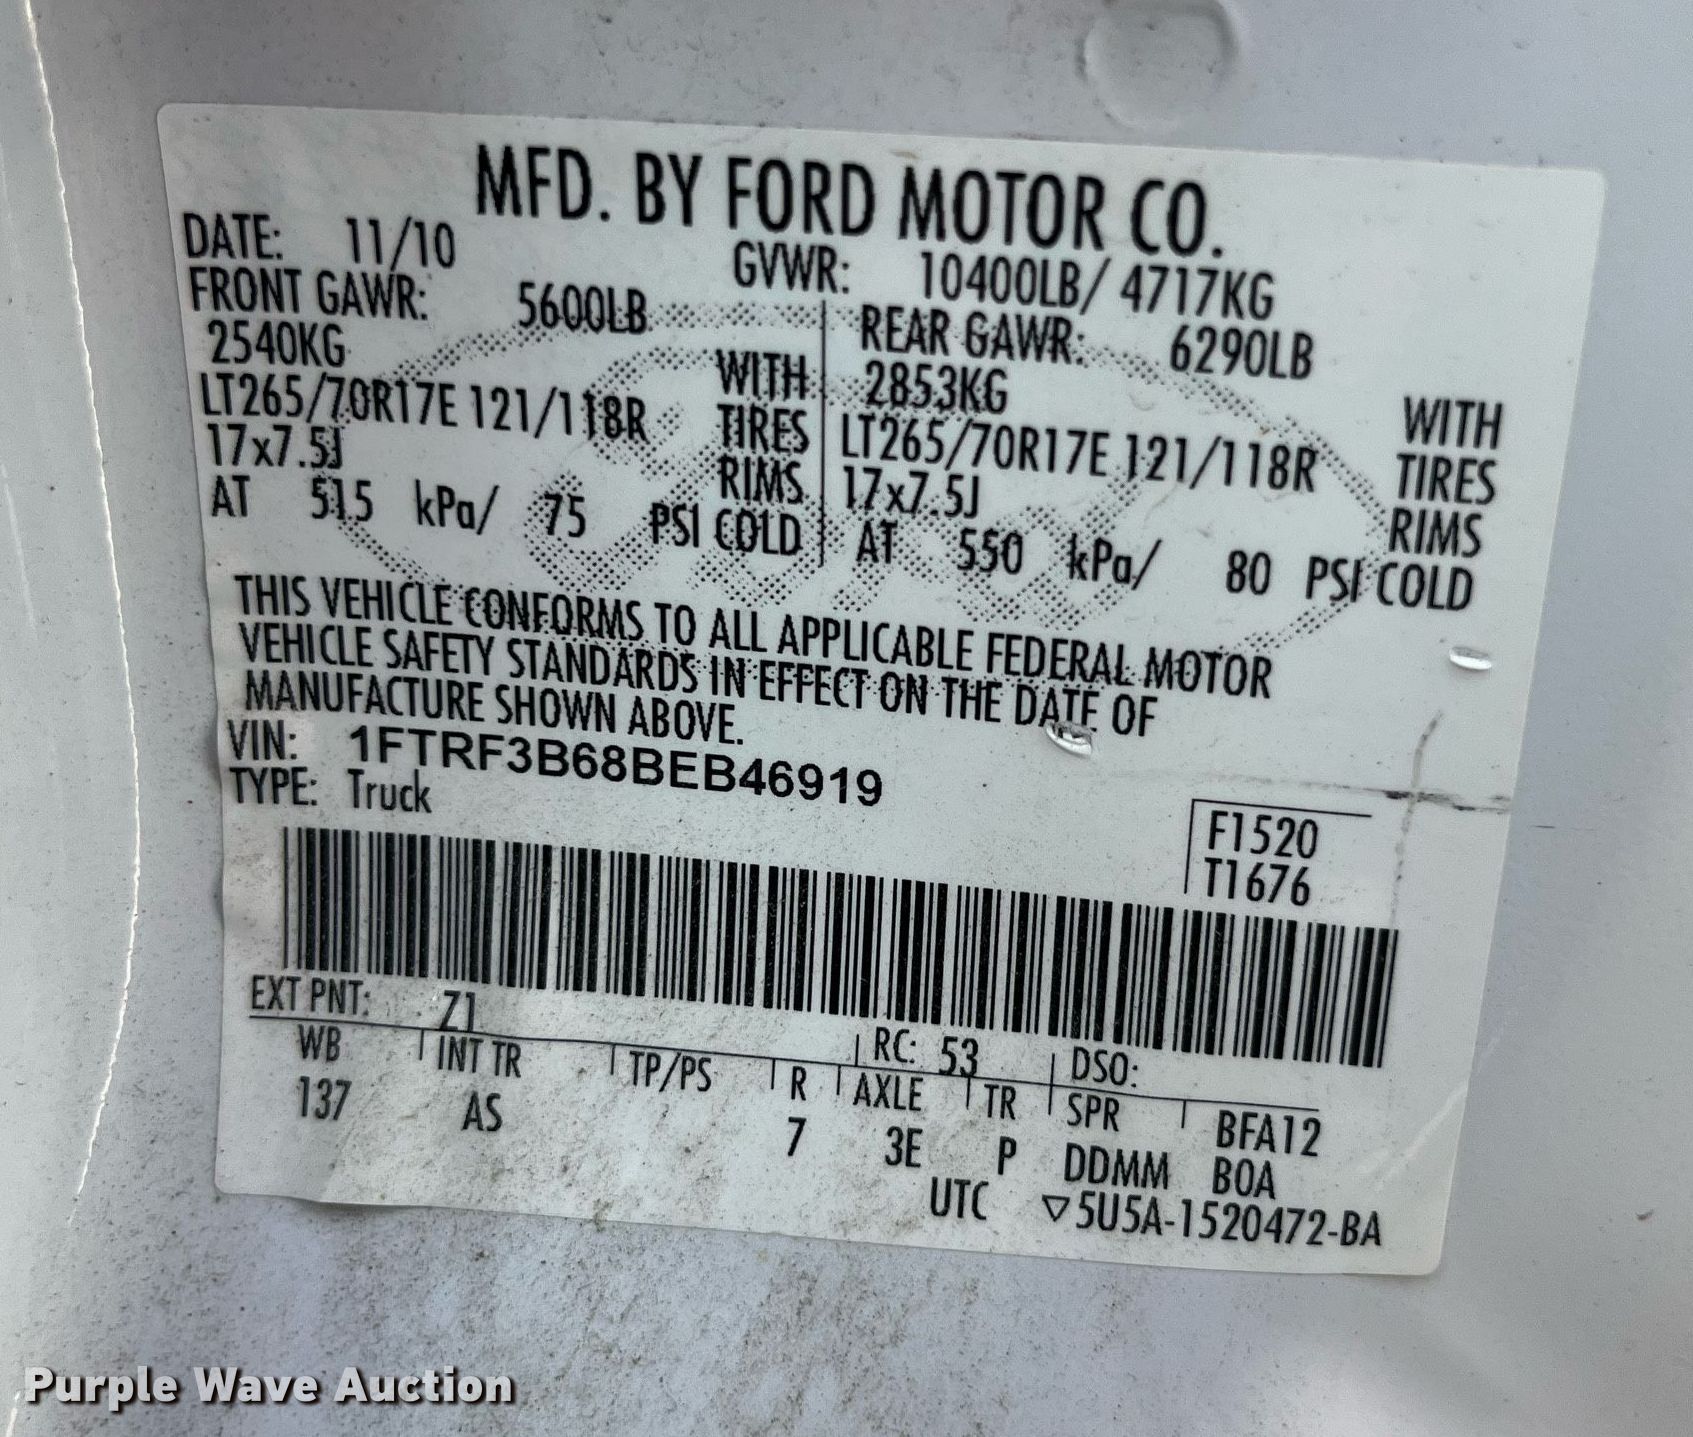 MFD. BY FORD MOTOR CO.
DATE: 11/10 GVWR: 10400LB/ 4717KG
FRONT GAWR: 5600LB REAR GAWR: 6290LB
2540KG WITH 2853KG WITH
LT265/70R17E 121/118R TIRES LT265/70R17E 121/118R TIRES
17x7.5J RIMS 17x7.5J RIMS
AT 515 kPa/ 75 PSI COLD AT 550 kPa/ 80 PSI COLD
THIS VEHICLE CONFORMS TO ALL APPLICABLE FEDERAL MOTOR
VEHICLE SAFETY STANDARDS IN EFFECT ON THE DATE OF
MANUFACTURE SHOWN ABOVE.
VIN: 1FTRF3B68BEB46919
TYPE: Truck
F1520
T1676
EXT PNT: Z1 RC: 53 DSO:
WB INT TR TP/PS R AXLE TR SPR BFA12
137 AS 7 3E P DDMM BOA
UTC ▽5U5A-1520472-BA
Purple Wave Auction